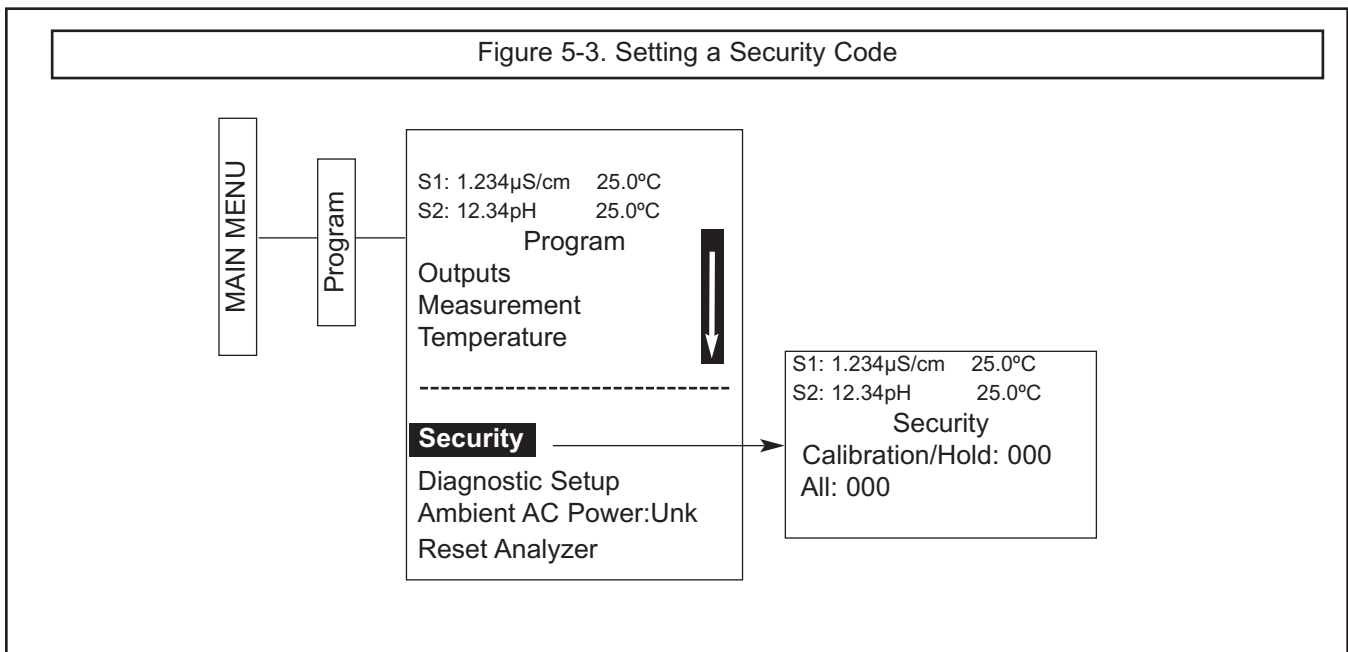 Figure 5-3. Setting a Security Code
MAIN MENU
Program
S1: 1.234µS/cm 25.0ºC
S2: 12.34pH 25.0ºC
Program
Outputs
Measurement
Temperature
Security
Diagnostic Setup
Ambient AC Power:Unk
Reset Analyzer
S1: 1.234µS/cm 25.0ºC
S2: 12.34pH 25.0ºC
Security
Calibration/Hold: 000
All: 000